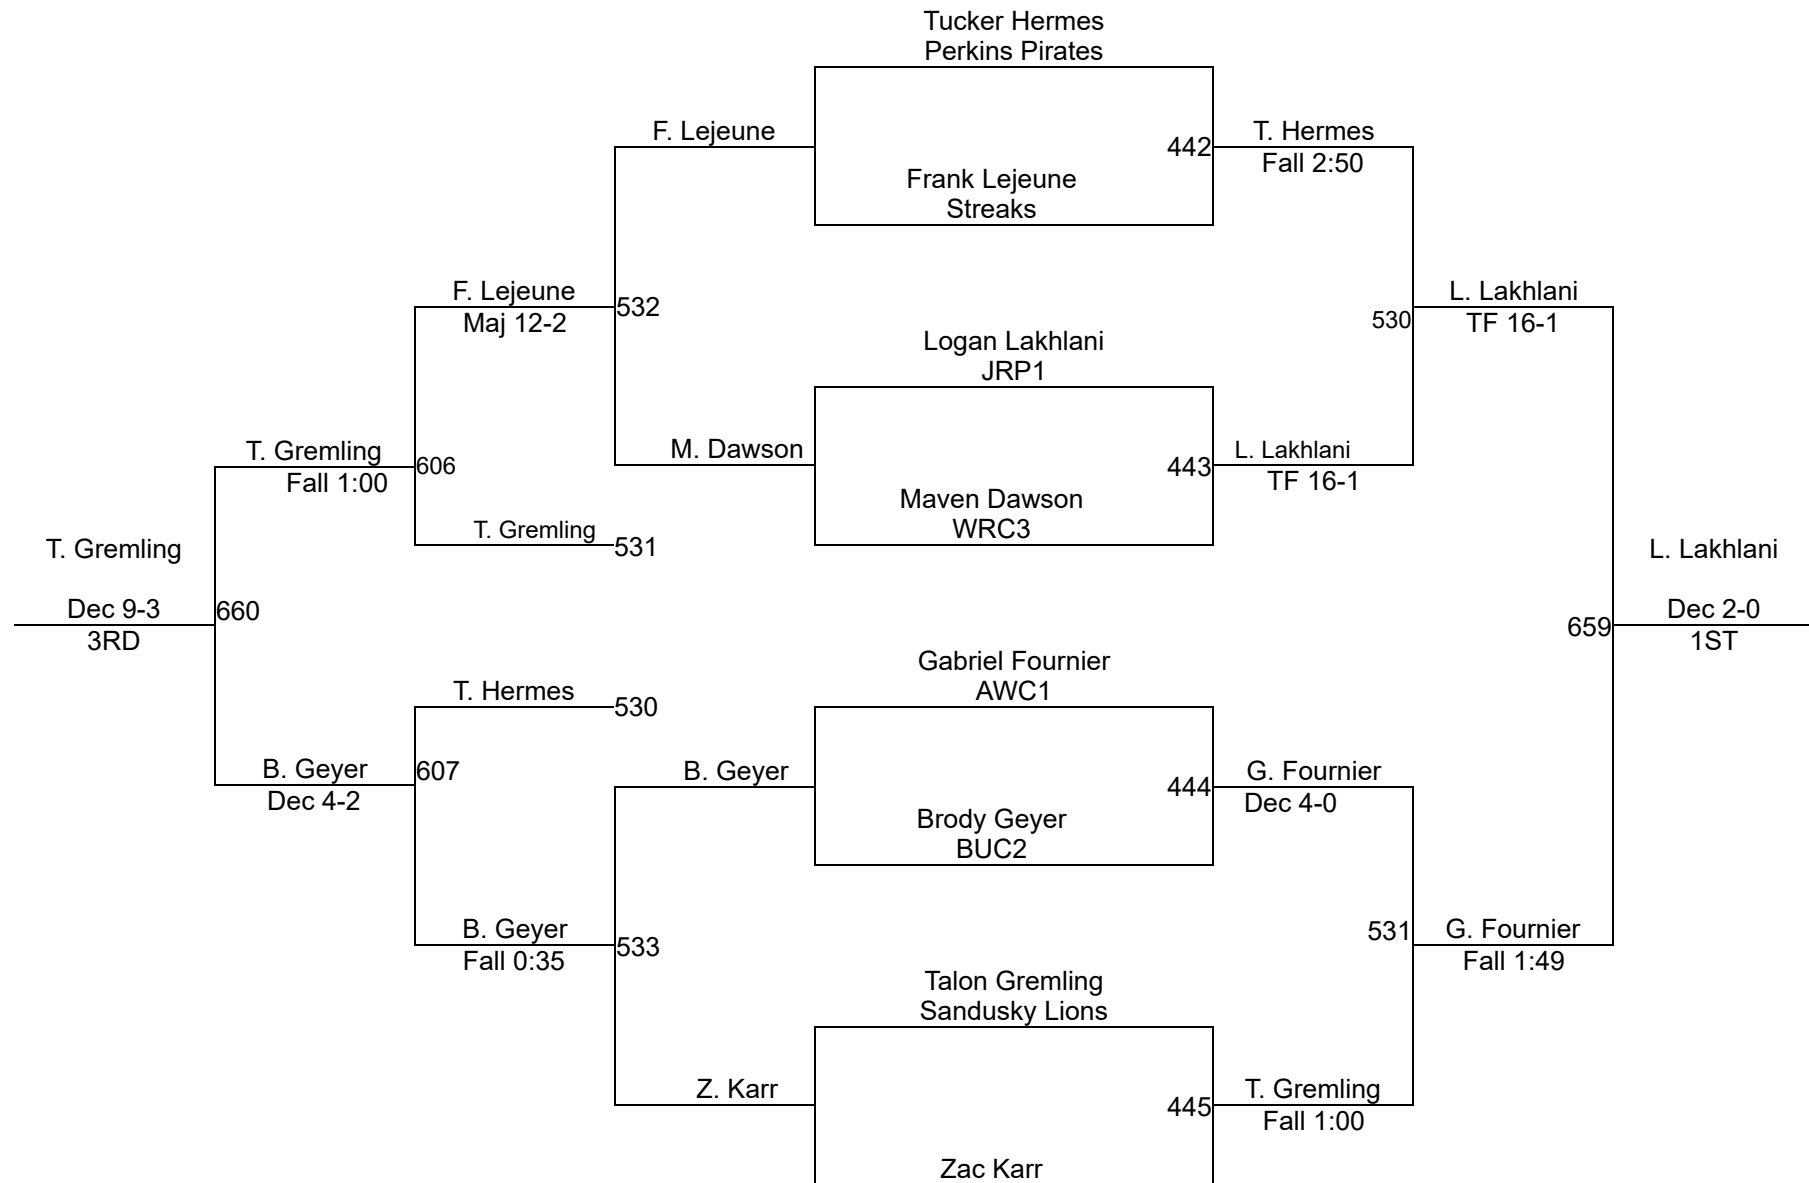 Tucker Hermes
Perkins Pirates
F. Lejeune
442
T. Hermes
Fall 2:50
Frank Lejeune
Streaks
F. Lejeune
Maj 12-2
532
Logan Lakhlani
JRP1
530
L. Lakhlani
TF 16-1
M. Dawson
443
L. Lakhlani
TF 16-1
Maven Dawson
WRC3
T. Gremling
Fall 1:00
606
T. Gremling
531
T. Gremling
Dec 9-3
3RD
660
L. Lakhlani
Dec 2-0
1ST
659
Gabriel Fournier
AWC1
T. Hermes
530
B. Geyer
Dec 4-2
607
B. Geyer
444
G. Fournier
Dec 4-0
Brody Geyer
BUC2
B. Geyer
Fall 0:35
533
531
G. Fournier
Fall 1:49
Talon Gremling
Sandusky Lions
Z. Karr
445
T. Gremling
Fall 1:00
Zac Karr